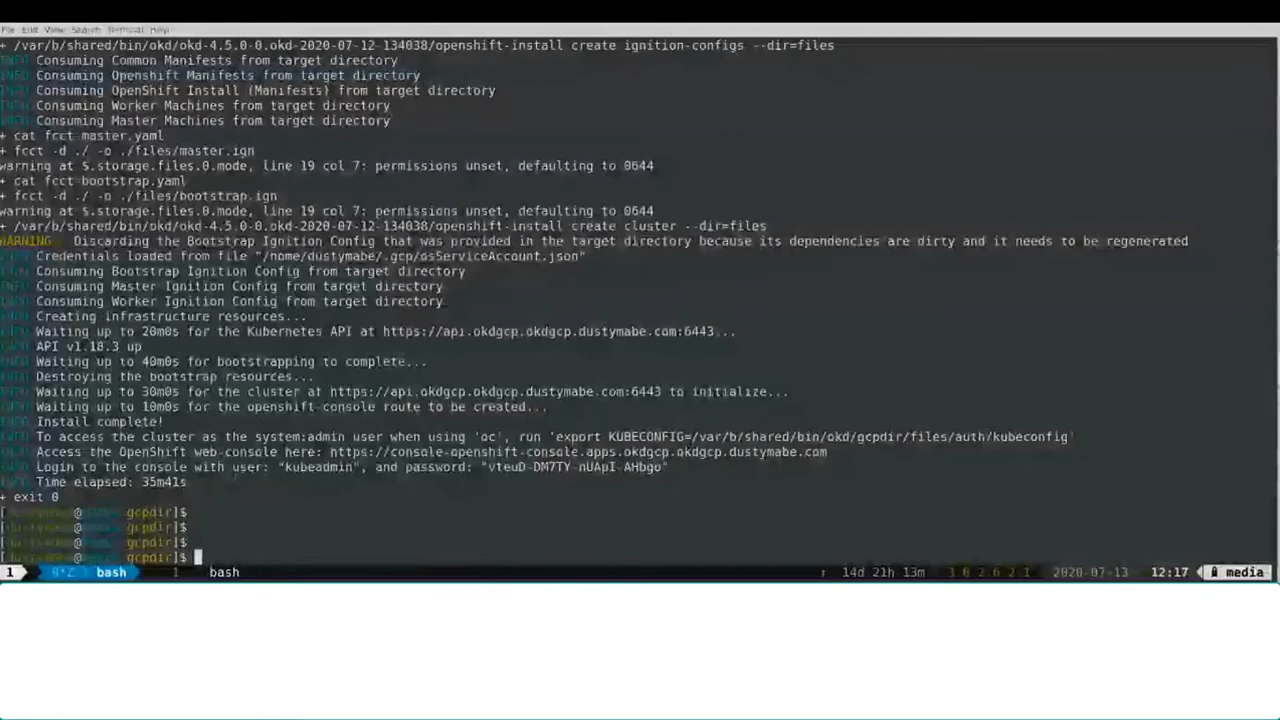 File Edit View Search Terminal Help
+ /var/b/shared/bin/okd/okd-4.5.0-0.okd-2020-07-12-134038/openshift-install create ignition-configs --dir=files
INFO Consuming Common Manifests from target directory
INFO Consuming Openshift Manifests from target directory
INFO Consuming OpenShift Install (Manifests) from target directory
INFO Consuming Worker Machines from target directory
INFO Consuming Master Machines from target directory
+ cat fcct-master.yaml
+ fcct -d ./ -o ./files/master.ign
warning at $.storage.files.0.mode, line 19 col 7: permissions unset, defaulting to 0644
+ cat fcct-bootstrap.yaml
+ fcct -d ./ -o ./files/bootstrap.ign
warning at $.storage.files.0.mode, line 19 col 7: permissions unset, defaulting to 0644
+ /var/b/shared/bin/okd/okd-4.5.0-0.okd-2020-07-12-134038/openshift-install create cluster --dir=files
WARNING Discarding the Bootstrap Ignition Config that was provided in the target directory because its dependencies are dirty and it needs to be regenerated
INFO Credentials loaded from file "/home/dustymabe/.gcp/osServiceAccount.json"
INFO Consuming Bootstrap Ignition Config from target directory
INFO Consuming Master Ignition Config from target directory
INFO Consuming Worker Ignition Config from target directory
INFO Creating infrastructure resources...
INFO Waiting up to 20m0s for the Kubernetes API at https://api.okdgcp.okdgcp.dustymabe.com:6443...
INFO API v1.18.3 up
INFO Waiting up to 40m0s for bootstrapping to complete...
INFO Destroying the bootstrap resources...
INFO Waiting up to 30m0s for the cluster at https://api.okdgcp.okdgcp.dustymabe.com:6443 to initialize...
INFO Waiting up to 10m0s for the openshift-console route to be created...
INFO Install complete!
INFO To access the cluster as the system:admin user when using 'oc', run 'export KUBECONFIG=/var/b/shared/bin/okd/gcpdir/files/auth/kubeconfig'
INFO Access the OpenShift web-console here: https://console-openshift-console.apps.okdgcp.okdgcp.dustymabe.com
INFO Login to the console with user: "kubeadmin", and password: "vteuD-DM7TY-nUApI-AHbgo"
INFO Time elapsed: 35m41s
+ exit 0
[ @ gcpdir]$
[ @ gcpdir]$
[ @ gcpdir]$
[ @ gcpdir]$
1 0*Z bash 1 bash ↑ 14d 21h 13m 2020-07-13 12:17 media